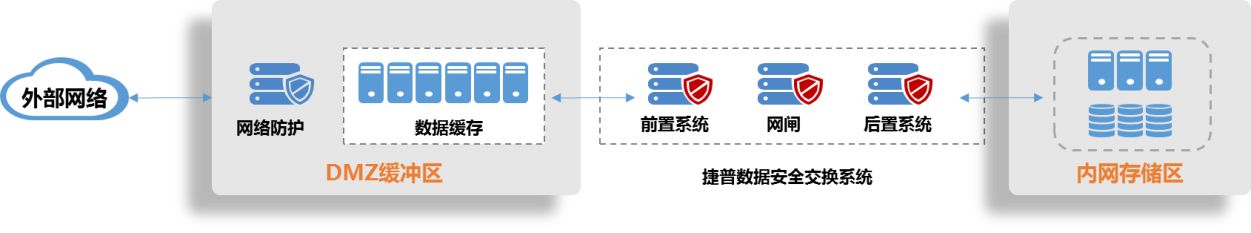 外部网络
网络防护
数据缓存
DMZ缓冲区
前置系统
网闸
后置系统
捷普数据安全交换系统
内网存储区